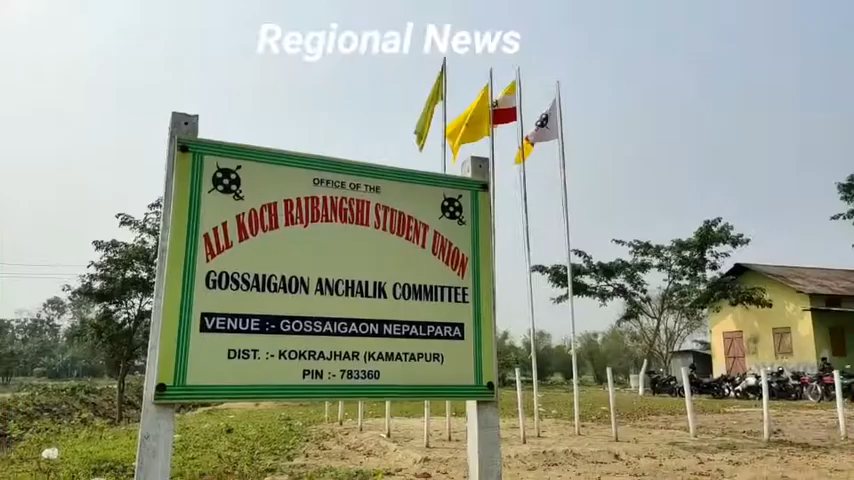 Regional News
OFFICE OF THE
ALL KOCH RAJBANGSHI STUDENT UNION
GOSSAIGAON ANCHALIK COMMITTEE
VENUE :- GOSSAIGAON NEPALPARA
DIST. :- KOKRAJHAR (KAMATAPUR)
PIN :- 783360